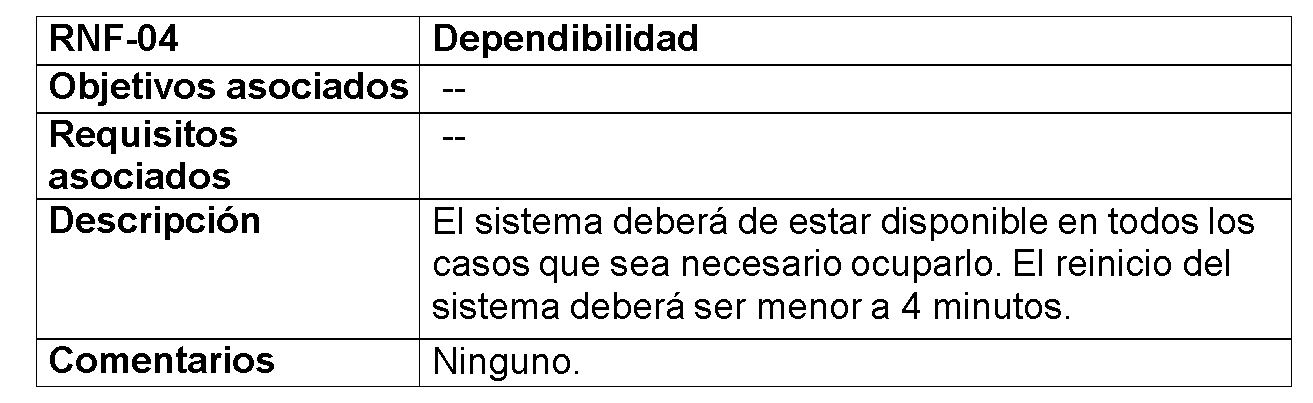 RNF-04 Dependibilidad
Objetivos asociados --
Requisitos --
asociados
Descripción El sistema deberá de estar disponible en todos los
casos que sea necesario ocuparlo. El reinicio del
sistema deberá ser menor a 4 minutos.
Comentarios Ninguno.